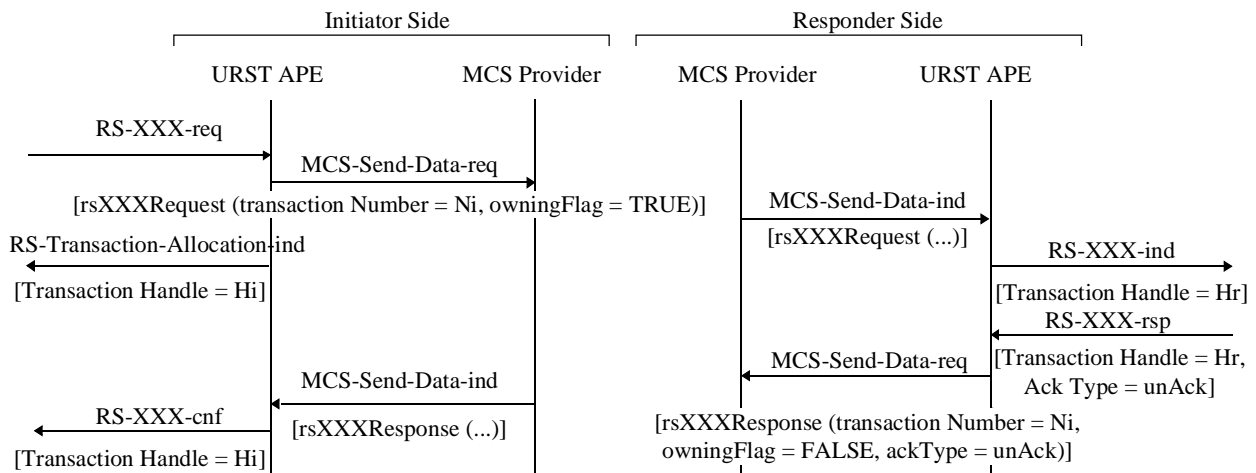 Initiator Side
Responder Side
URST APE
MCS Provider
MCS Provider
URST APE
RS-XXX-req
MCS-Send-Data-req
[rsXXXRequest (transaction Number = Ni, owningFlag = TRUE)]
MCS-Send-Data-ind
[rsXXXRequest (...)]
RS-Transaction-Allocation-ind
[Transaction Handle = Hi]
RS-XXX-ind
[Transaction Handle = Hr]
RS-XXX-rsp
[Transaction Handle = Hr,
Ack Type = unAck]
MCS-Send-Data-req
[rsXXXResponse (transaction Number = Ni,
owningFlag = FALSE, ackType = unAck)]
MCS-Send-Data-ind
[rsXXXResponse (...)]
RS-XXX-cnf
[Transaction Handle = Hi]